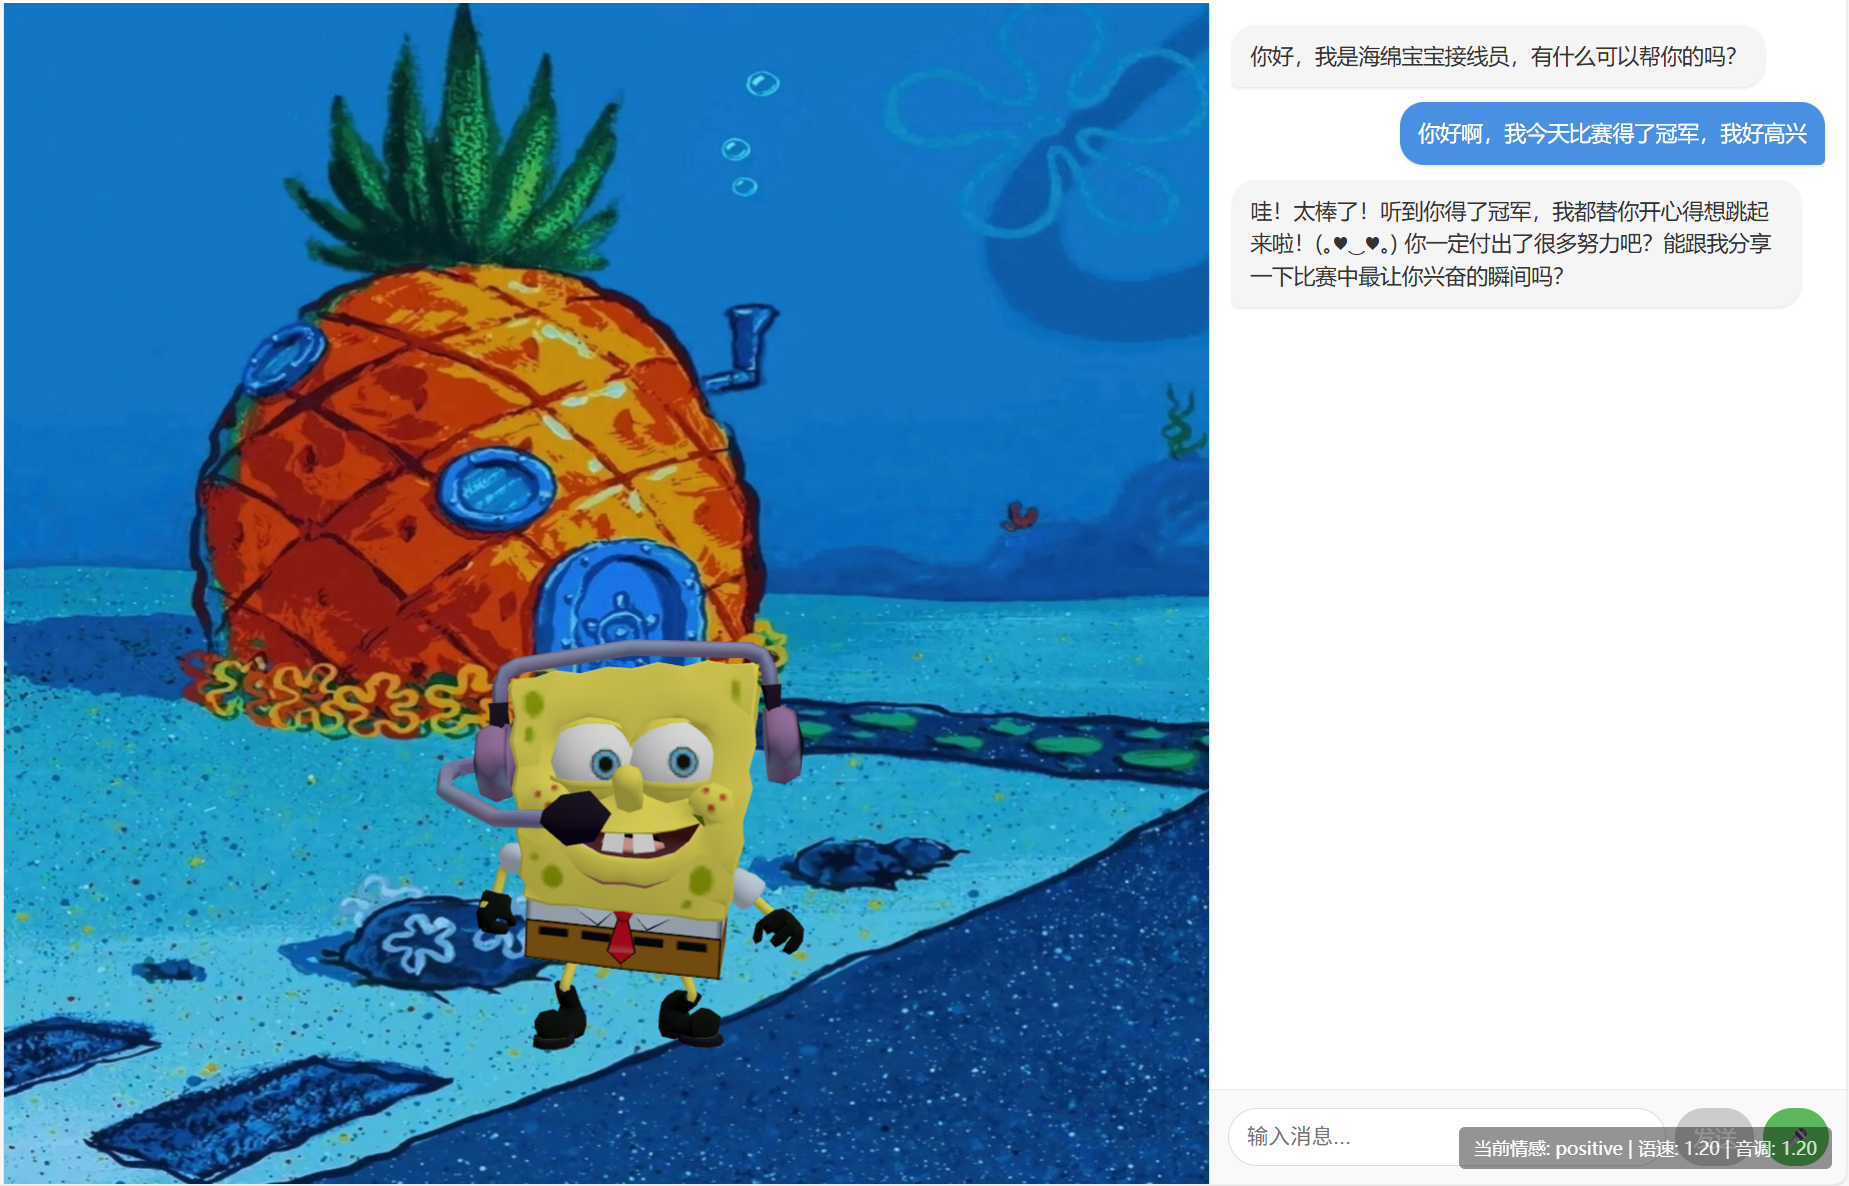 你好，我是海绵宝宝接线员，有什么可以帮你的吗？
你好啊，我今天比赛得了冠军，我好高兴
哇！太棒了！听到你得了冠军，我都替你开心得想跳起
来啦！(｡♥‿♥｡) 你一定付出了很多努力吧？能跟我分享
一下比赛中最让你兴奋的瞬间吗？
输入消息...
发送
当前情感: positive | 语速: 1.20 | 音调: 1.20